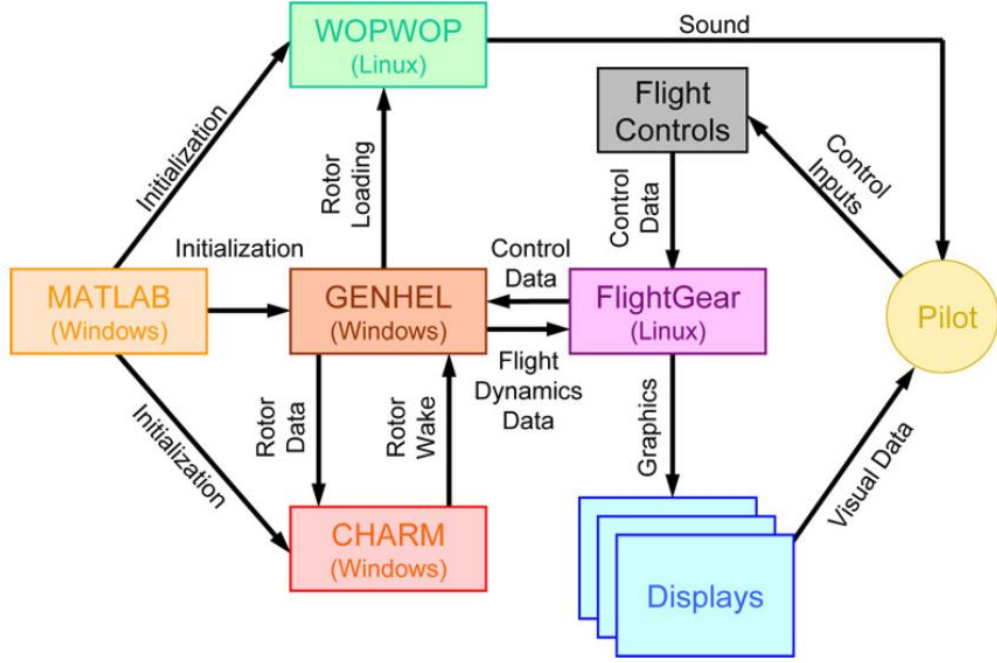 WOPWOP
(Linux)
Sound
Flight
Controls
Initialization
Rotor
Loading
Control
Inputs
Control
Data
Initialization
Control
Data
MATLAB
(Windows)
GENHEL
(Windows)
FlightGear
(Linux)
Pilot
Flight
Dynamics
Data
Initialization
Rotor
Data
Rotor
Wake
Graphics
Visual Data
CHARM
(Windows)
Displays